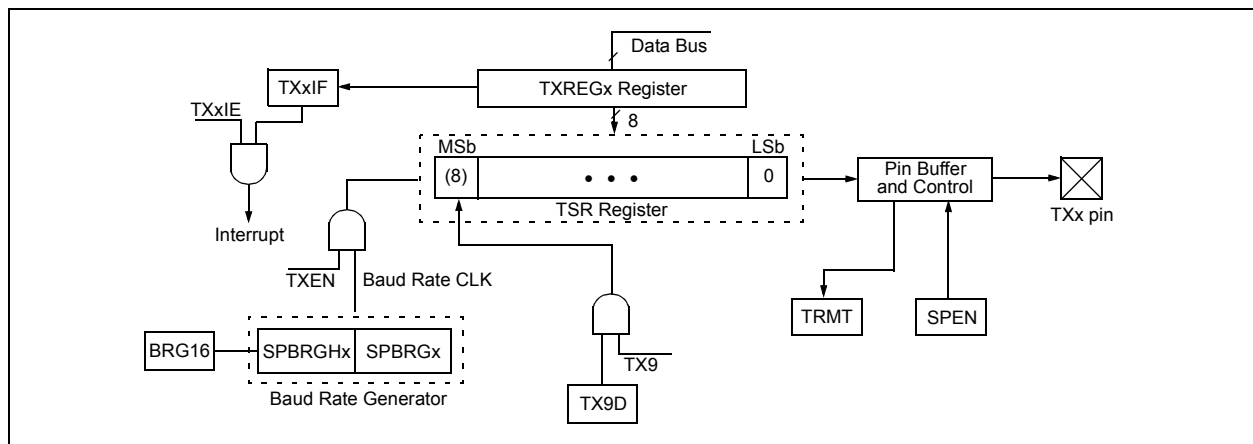 Data Bus
TXxIF
TXREGx Register
TXxIE
8
MSb
LSb
(8)
• • •
0
Pin Buffer
and Control
TSR Register
TXx pin
Interrupt
TXEN
Baud Rate CLK
TRMT
SPEN
BRG16
SPBRGHx
SPBRGx
TX9
Baud Rate Generator
TX9D